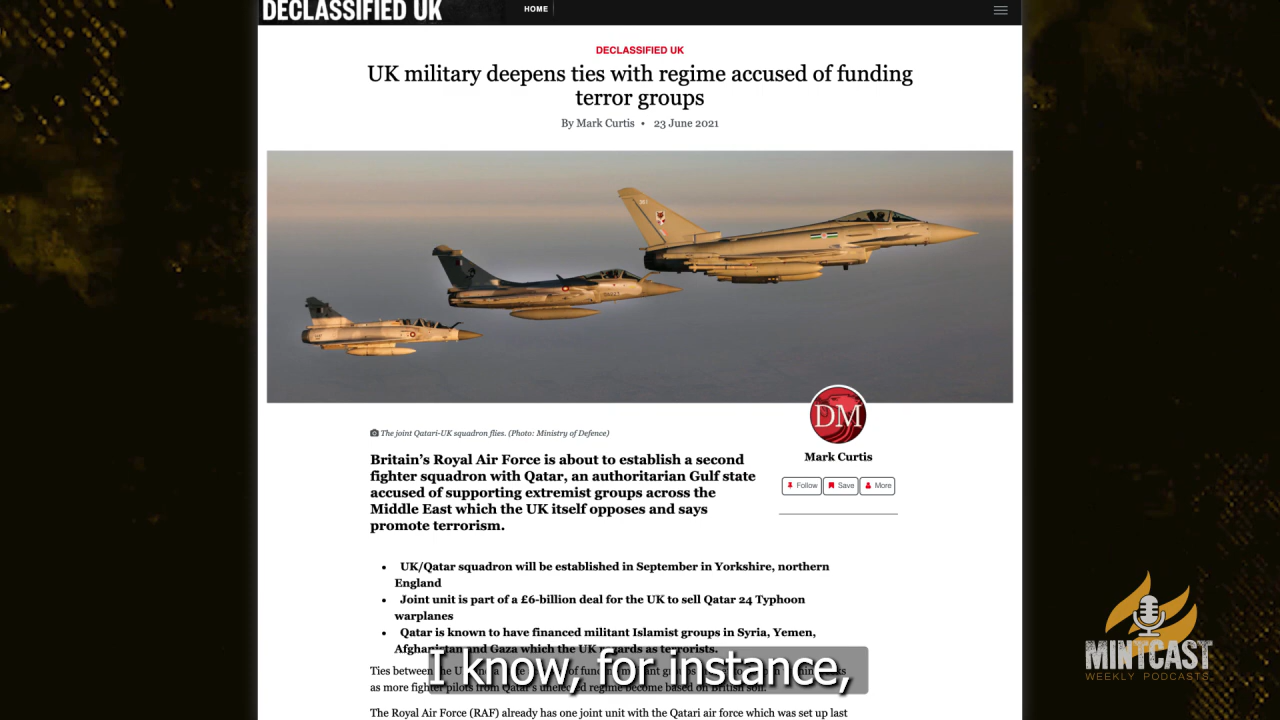 DECLASSIFIED UK
HOME
DECLASSIFIED UK
UK military deepens ties with regime accused of funding
terror groups
By Mark Curtis • 23 June 2021
The joint Qatari-UK squadron flies. (Photo: Ministry of Defence)
DM
Mark Curtis
Follow Save More
Britain's Royal Air Force is about to establish a second
fighter squadron with Qatar, an authoritarian Gulf state
accused of supporting extremist groups across the
Middle East which the UK itself opposes and says
promote terrorism.
• UK/Qatar squadron will be established in September in Yorkshire, northern
England
• Joint unit is part of a £6-billion deal for the UK to sell Qatar 24 Typhoon
warplanes
• Qatar is known to have financed militant Islamist groups in Syria, Yemen,
Afghanistan and Gaza which the UK regards as terrorists.
I know, for instance,
Ties between the
as more fighter pilots from Qatar's unelected regime become based on British soil.
The Royal Air Force (RAF) already has one joint unit with the Qatari air force which was set up last
MINTCAST
WEEKLY PODCASTS